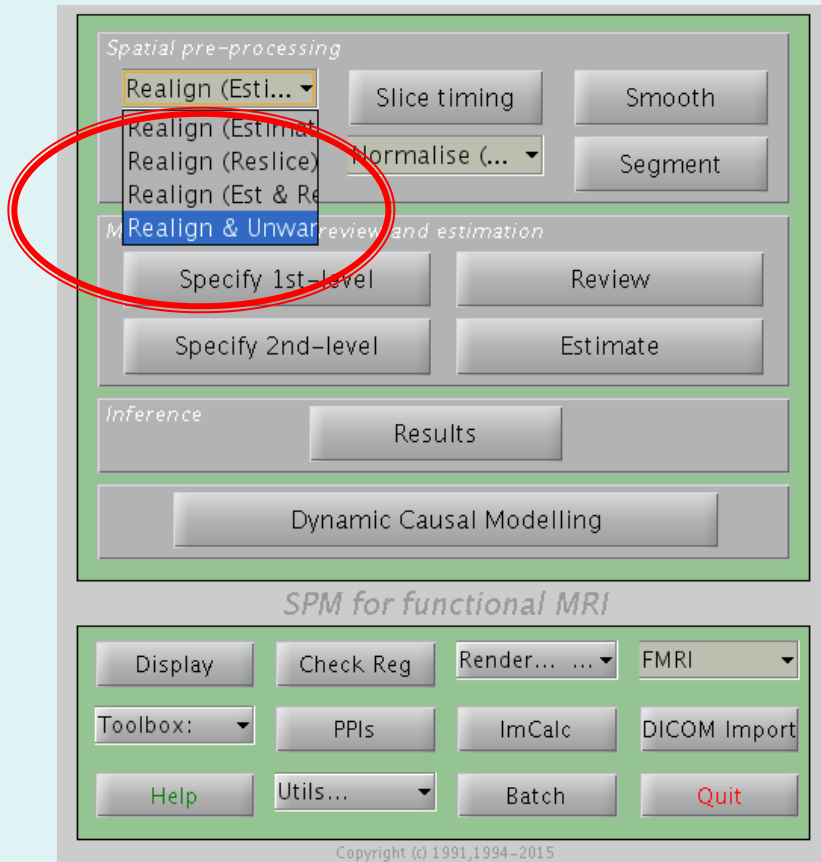 Spatial pre-processing
Realign (Esti...
Slice timing
Smooth
Realign (Estimat
Realign (Reslice)
Normalise (...
Segment
Realign (Est & Re
Realign & Unwar
M review and estimation
Specify 1st-level
Review
Specify 2nd-level
Estimate
Inference
Results
Dynamic Causal Modelling
SPM for functional MRI
Display
Check Reg
Render... ...
FMRI
Toolbox:
PPIs
ImCalc
DICOM Import
Help
Utils...
Batch
Quit
Copyright (c) 1991,1994-2015